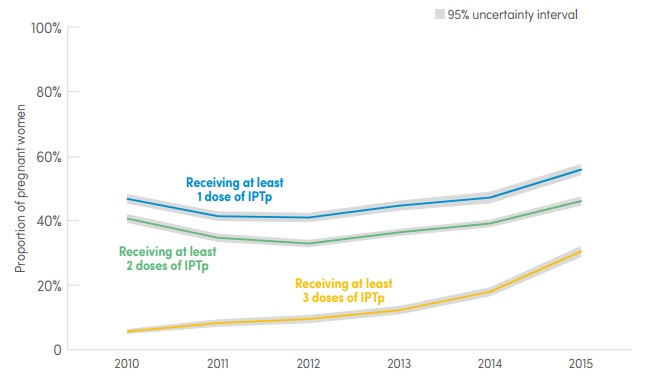 95% uncertainty interval
100%
80%
60%
40%
20%
0
Proportion of pregnant women
Receiving at least
1 dose of IPTp
Receiving at least
2 doses of IPTp
Receiving at least
3 doses of IPTp
2010 2011 2012 2013 2014 2015